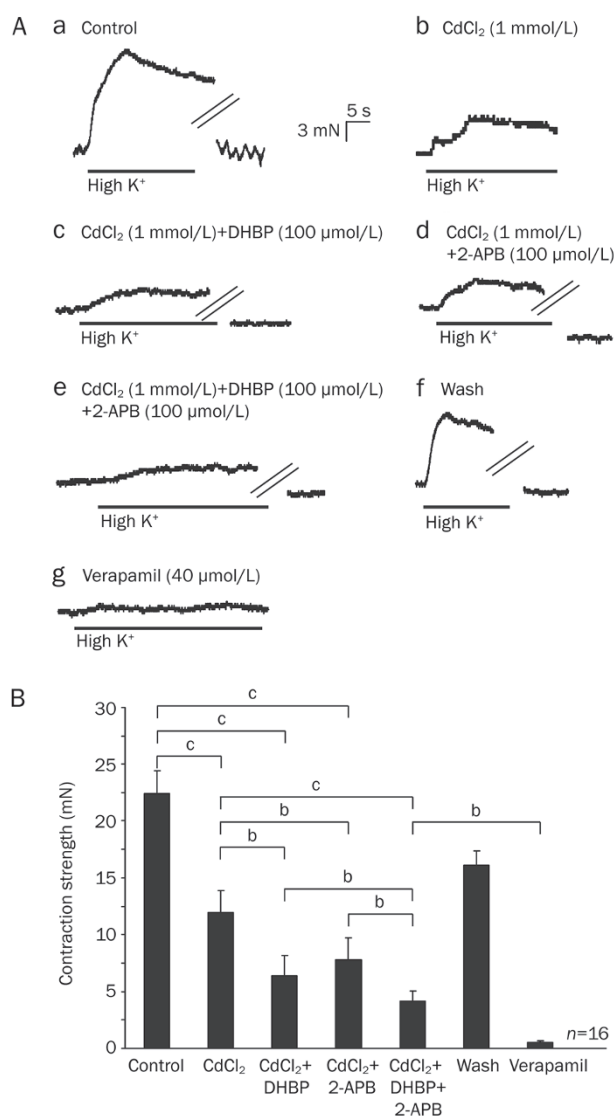 A
a Control
b CdCl₂ (1 mmol/L)
5 s
3 mN
High K⁺
High K⁺
c CdCl₂ (1 mmol/L)+DHBP (100 μmol/L)
d CdCl₂ (1 mmol/L)
+2-APB (100 μmol/L)
High K⁺
High K⁺
e CdCl₂ (1 mmol/L)+DHBP (100 μmol/L)
+2-APB (100 μmol/L)
f Wash
High K⁺
High K⁺
g Verapamil (40 μmol/L)
High K⁺
B
Contraction strength (mN)
30
25
20
15
10
5
0
c
c
c
c
b
b
b
b
b
b
n=16
Control
CdCl₂
CdCl₂+
DHBP
CdCl₂+
2-APB
CdCl₂+
DHBP+
2-APB
Wash
Verapamil